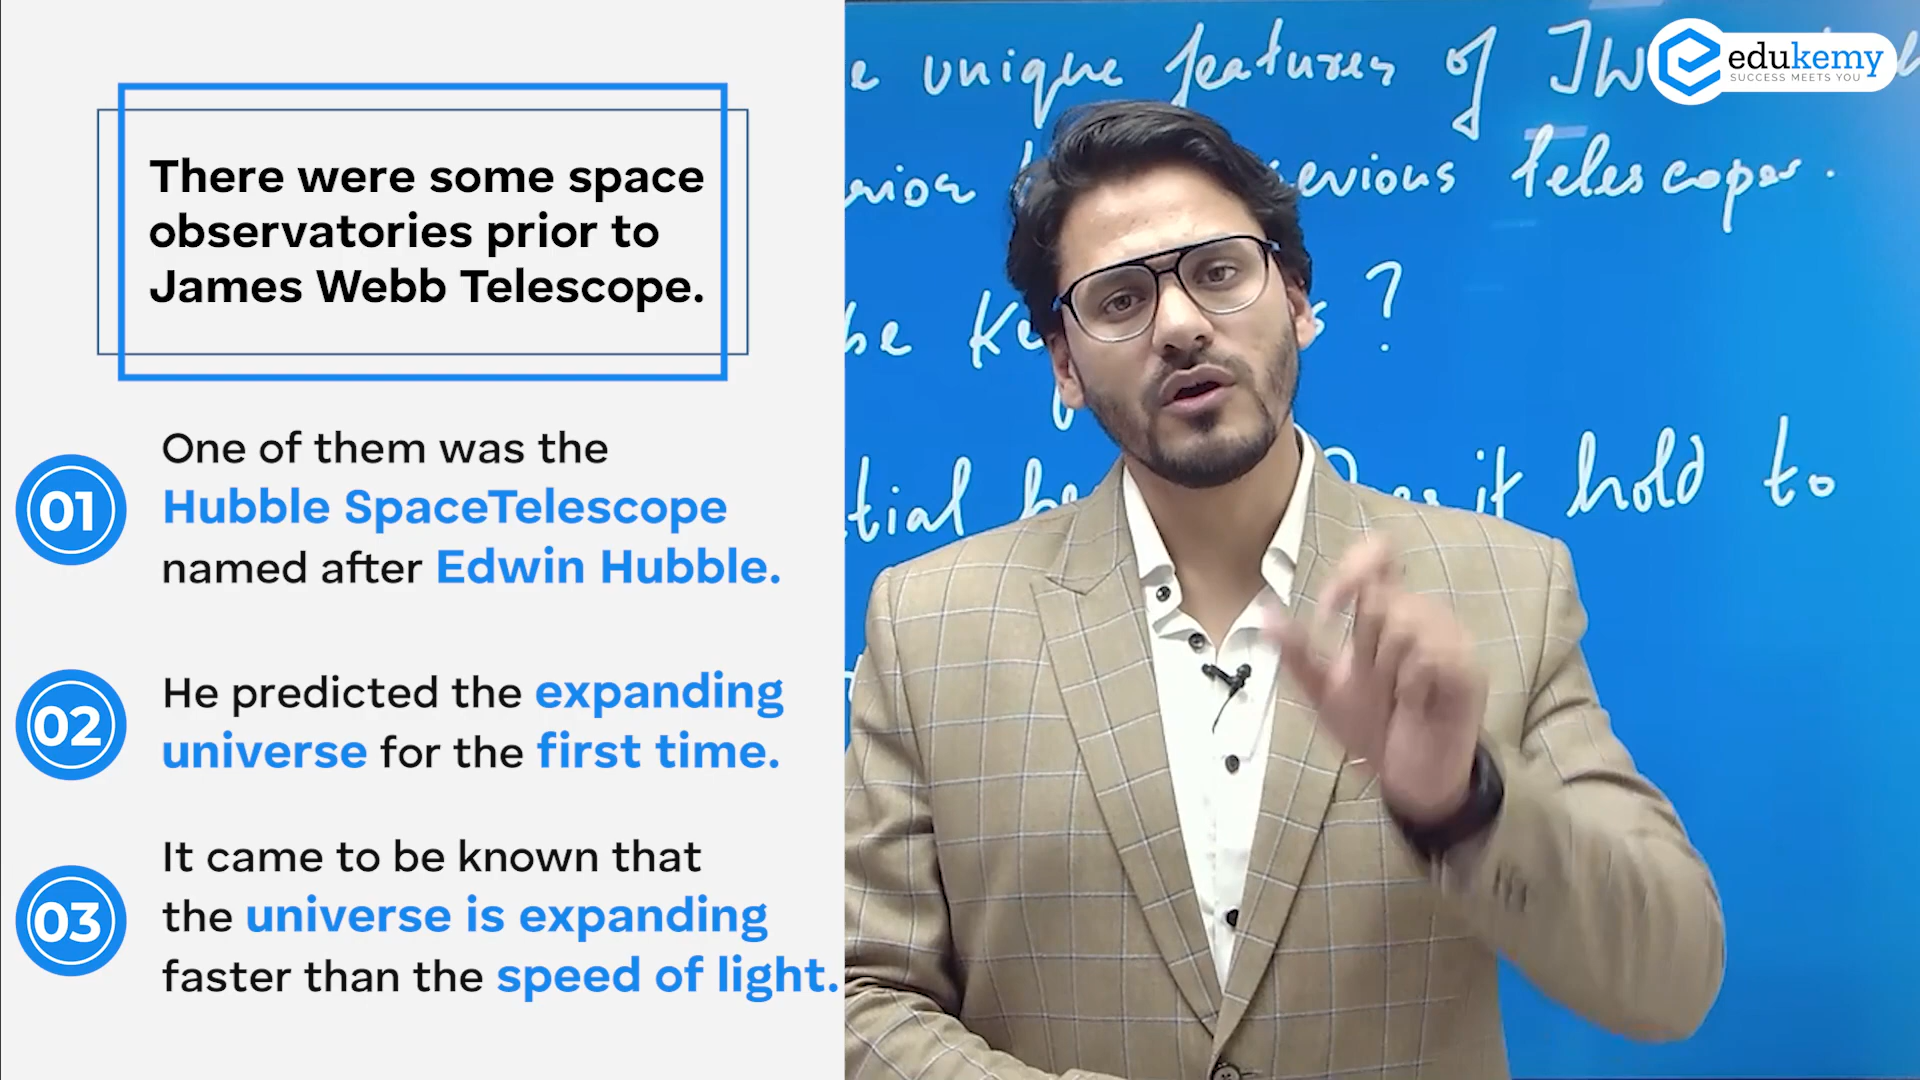 There were some space
observatories prior to
James Webb Telescope.
01
One of them was the
Hubble SpaceTelescope
named after Edwin Hubble.
02
He predicted the expanding
universe for the first time.
03
It came to be known that
the universe is expanding
faster than the speed of light.
unique features of JW
telescopes.
be ?
it hold to
edukemy
SUCCESS MEETS YOU